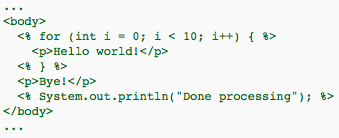 ...
<body>
  <% for (int i = 0; i < 10; i++) { %>
    <p>Hello world!</p>
  <% } %>
  <p>Bye!</p>
  <% System.out.println("Done processing"); %>
</body>
...